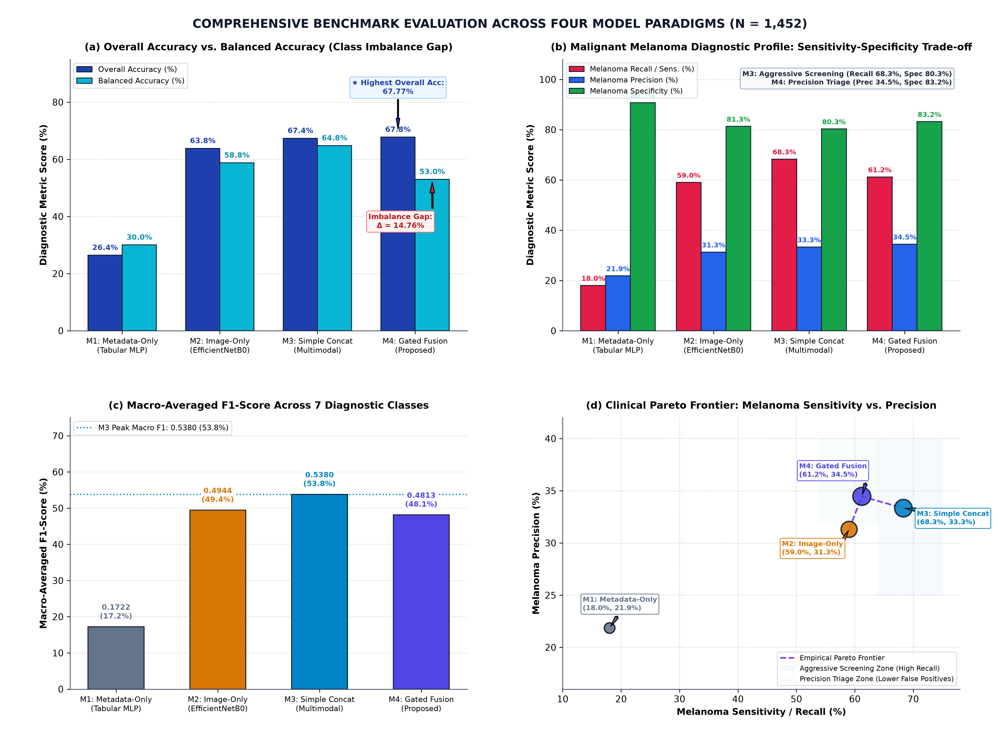 COMPREHENSIVE BENCHMARK EVALUATION ACROSS FOUR MODEL PARADIGMS (N = 1,452)
(a) Overall Accuracy vs. Balanced Accuracy (Class Imbalance Gap)
Overall Accuracy (%)
Balanced Accuracy (%)
★ Highest Overall Acc:
67.77%
Imbalance Gap:
Δ = 14.76%
26.4%
30.0%
63.8%
58.8%
67.4%
64.8%
67.8%
53.0%
Diagnostic Metric Score (%)
80
60
40
20
0
M1: Metadata-Only
(Tabular MLP)
M2: Image-Only
(EfficientNetB0)
M3: Simple Concat
(Multimodal)
M4: Gated Fusion
(Proposed)
(b) Malignant Melanoma Diagnostic Profile: Sensitivity-Specificity Trade-off
Melanoma Recall / Sens. (%)
Melanoma Precision (%)
Melanoma Specificity (%)
M3: Aggressive Screening (Recall 68.3%, Spec 80.3%)
M4: Precision Triage (Prec 34.5%, Spec 83.2%)
18.0%
21.9%
90.7%
59.0%
31.3%
81.3%
68.3%
33.3%
80.3%
61.2%
34.5%
83.2%
Diagnostic Metric Score (%)
100
80
60
40
20
0
M1: Metadata-Only
(Tabular MLP)
M2: Image-Only
(EfficientNetB0)
M3: Simple Concat
(Multimodal)
M4: Gated Fusion
(Proposed)
(c) Macro-Averaged F1-Score Across 7 Diagnostic Classes
M3 Peak Macro F1: 0.5380 (53.8%)
0.1722
(17.2%)
0.4944
(49.4%)
0.5380
(53.8%)
0.4813
(48.1%)
Macro-Averaged F1-Score (%)
70
60
50
40
30
20
10
0
M1: Metadata-Only
(Tabular MLP)
M2: Image-Only
(EfficientNetB0)
M3: Simple Concat
(Multimodal)
M4: Gated Fusion
(Proposed)
(d) Clinical Pareto Frontier: Melanoma Sensitivity vs. Precision
M4: Gated Fusion
(61.2%, 34.5%)
M3: Simple Concat
(68.3%, 33.3%)
M2: Image-Only
(59.0%, 31.3%)
M1: Metadata-Only
(18.0%, 21.9%)
Empirical Pareto Frontier
Aggressive Screening Zone (High Recall)
Precision Triage Zone (Lower False Positives)
Melanoma Precision (%)
40
35
30
25
20
10
20
30
40
50
60
70
Melanoma Sensitivity / Recall (%)